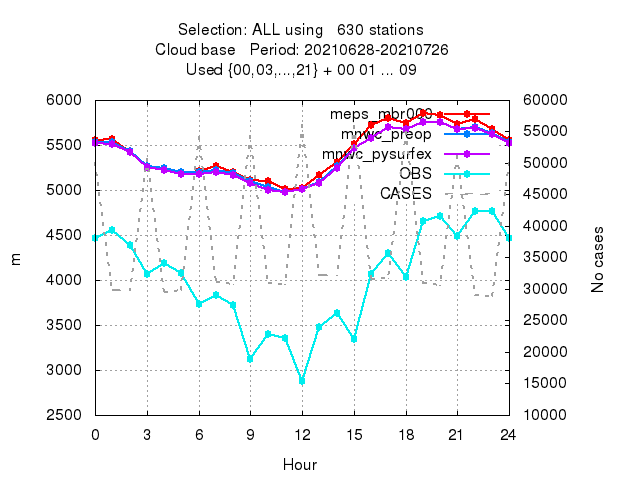 Selection: ALL using 630 stations
Cloud base Period: 20210628-20210726
Used {00,03,...,21} + 00 01 ... 09
6000 60000
meps_mbr000
55000
5500 mnwc_preop
mnwc_pysurfex 50000
OBS
5000 CASES 45000
4500 40000
35000
4000 30000
3500 25000
20000
3000 15000
2500 10000
m
No cases
0 3 6 9 12 15 18 21 24
Hour